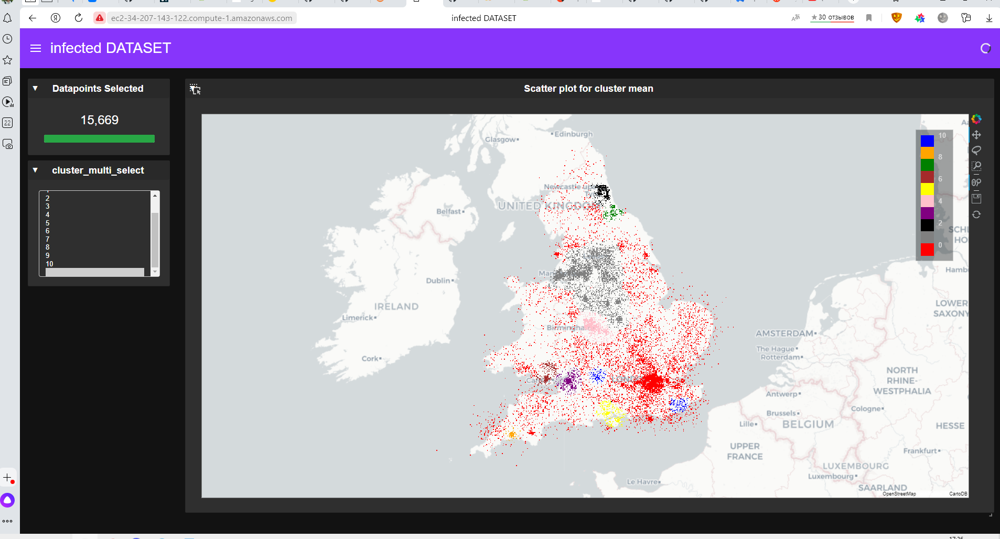 ec2-34-207-143-122.compute-1.amazonaws.com
infected DATASET
30 отзывов
22
infected DATASET
Datapoints Selected
15,669
cluster_multi_select
2
3
4
5
6
7
8
9
10
Scatter plot for cluster mean
Glasgow
Edinburgh
Newcastle upon
UNITED KINGDOM
Belfast
Dublin
IRELAND
Limerick
Cork
Birmingham
AMSTERDAM
The Hague
Rotterdam
Antwerp
Brussels
Lille
BELGIUM
Cologne
NORTH
RHINE-
WESTPHALIA
LOWER
SAXONY
Hamb
SCH
HO
HESSE
UPPER
FRANCE
Frankfurt
LUXEMBOURG
Luxembourg
SAARLAND
Le Havre
10
8
6
4
2
0
OpenStreetMap
CartoDB